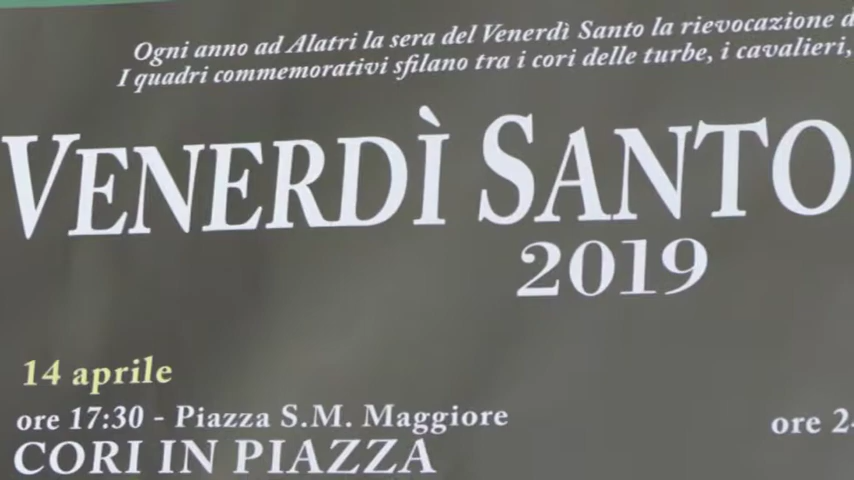 Ogni anno ad Alatri la sera del Venerdì Santo la rievocazione
I quadri commemorativi sfilano tra i cori delle turbe, i cavalieri,
VENERDÌ SANTO
2019
14 aprile
ore 17:30 - Piazza S.M. Maggiore
ore
CORI IN PIAZZA